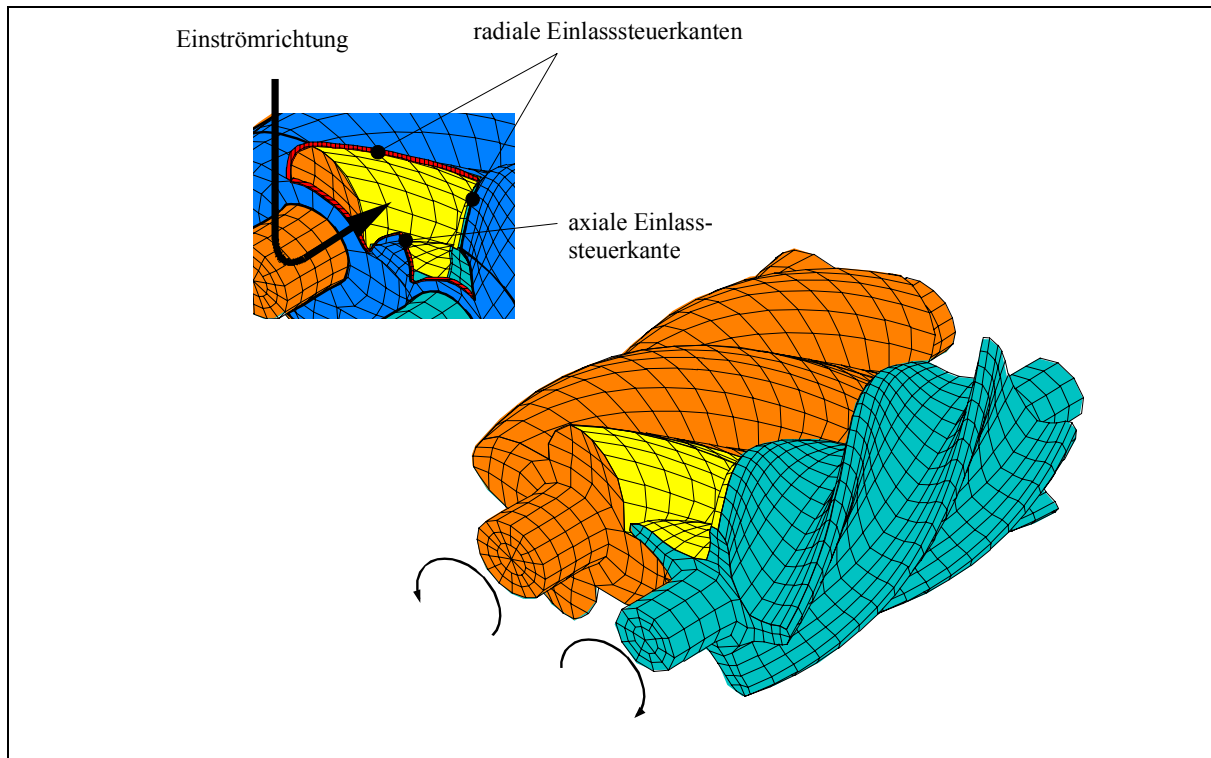 Einströmrichtung
radiale Einlasssteuerkanten
axiale Einlass-
steuerkante